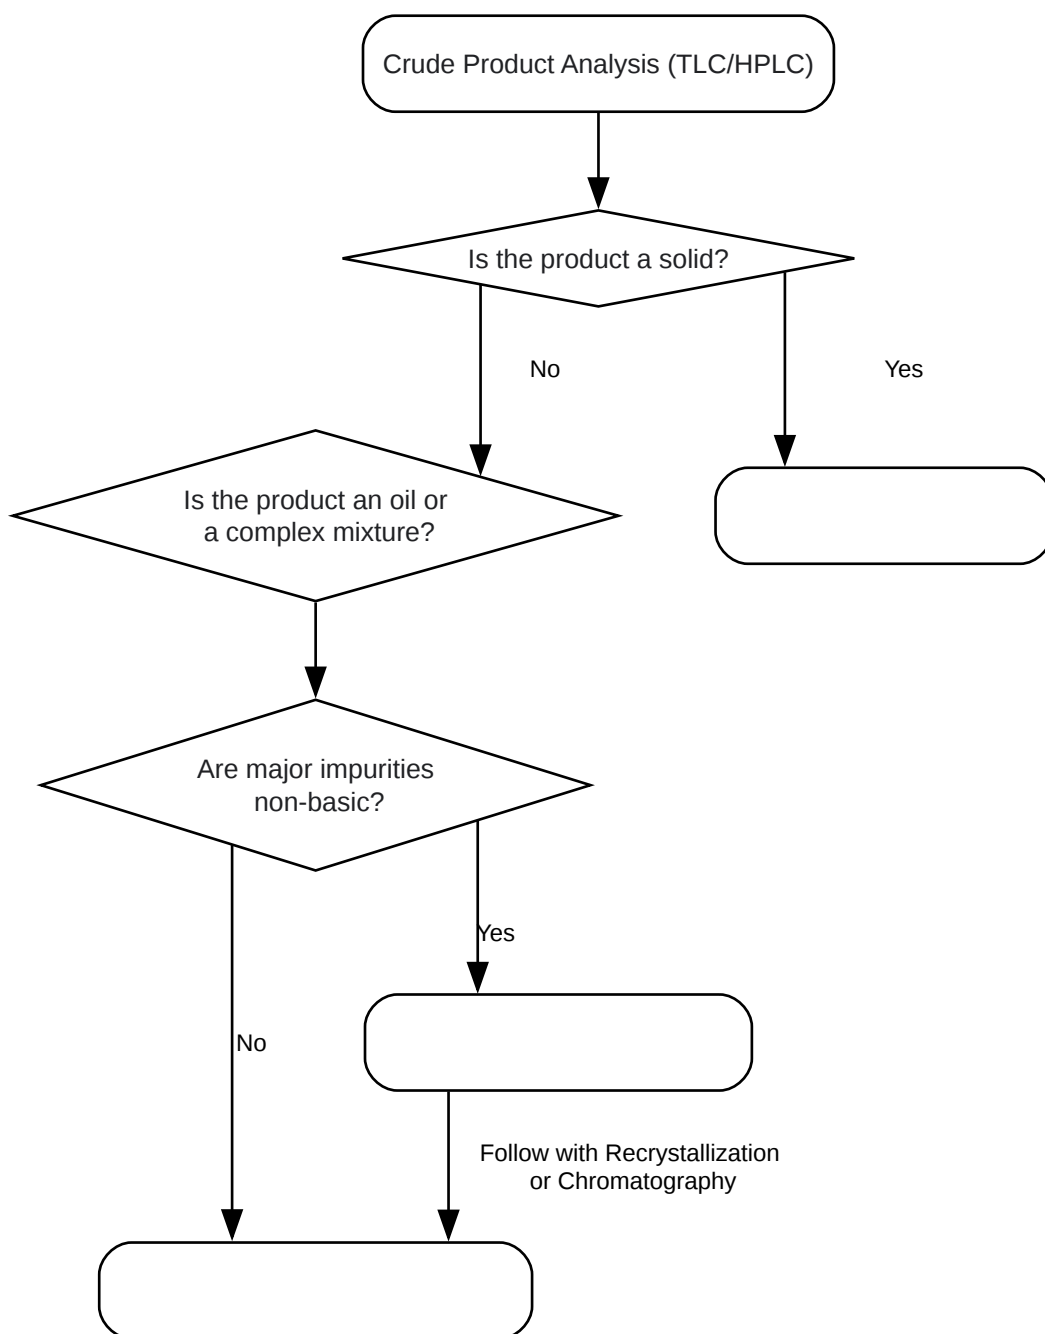 Crude Product Analysis (TLC/HPLC)
Is the product a solid?
No
Yes
Is the product an oil or
a complex mixture?
Are major impurities
non-basic?
Yes
No
Follow with Recrystallization
or Chromatography